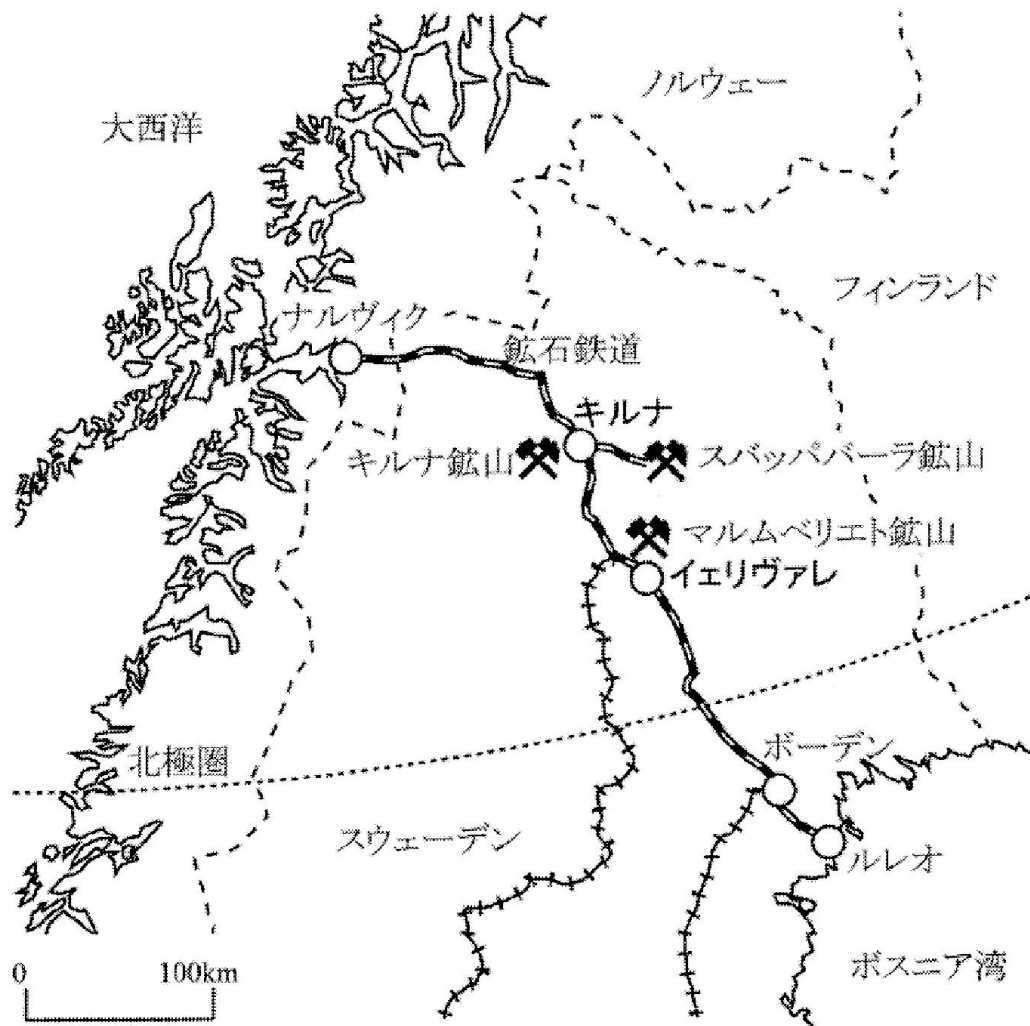 ノルウェー
大西洋
フィンランド
ナルヴィク
鉱石鉄道
キルナ
キルナ鉱山
スバッパバーラ鉱山
マルムベリエト鉱山
イェリヴァレ
北極圏
ボーデン
スウェーデン
ルレオ
0
100km
ボスニア湾